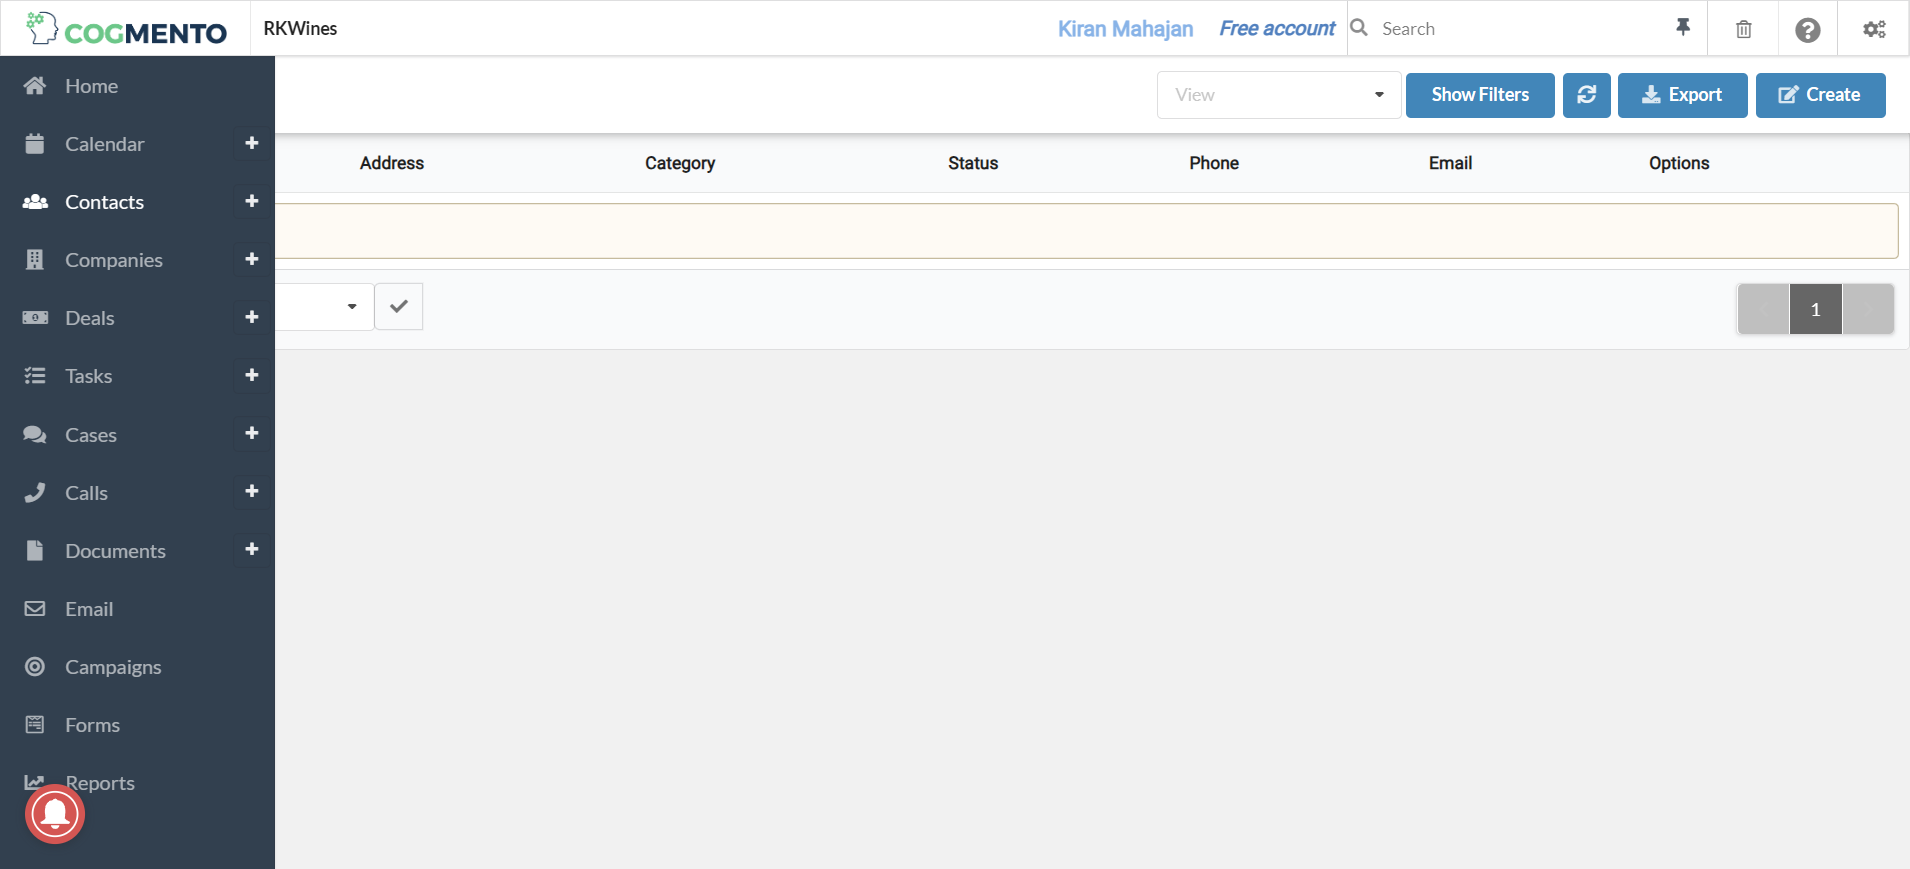 COGMENTO
RKWines
Kiran Mahajan
Free account
Search
Home
Calendar
Contacts
Companies
Deals
Tasks
Cases
Calls
Documents
Email
Campaigns
Forms
Reports
View
Show Filters
Export
Create
Address Category Status Phone Email Options
1